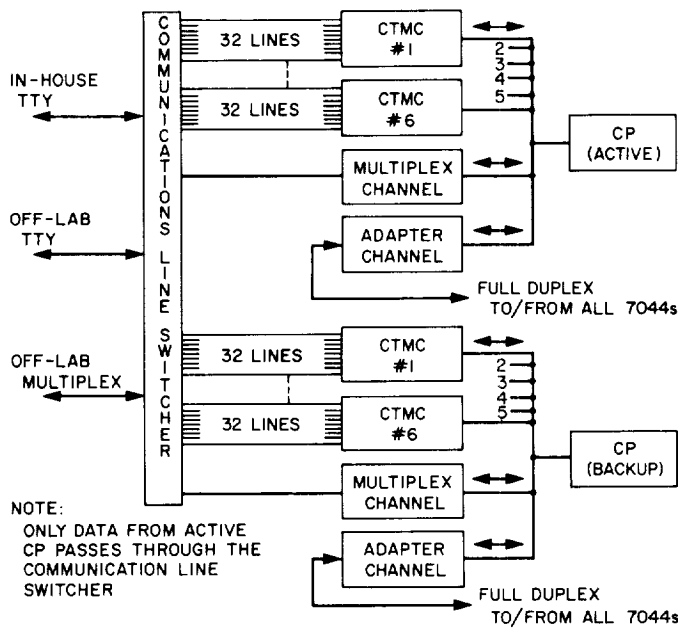 COMMUNICATIONS LINE SWITCHER
IN-HOUSE
TTY
OFF-LAB
TTY
OFF-LAB
MULTIPLEX
32 LINES
CTMC
#1
2
3
4
5
32 LINES
CTMC
#6
CP
(ACTIVE)
MULTIPLEX
CHANNEL
ADAPTER
CHANNEL
FULL DUPLEX
TO/FROM ALL 7044s
32 LINES
CTMC
#1
2
3
4
5
32 LINES
CTMC
#6
CP
(BACKUP)
MULTIPLEX
CHANNEL
ADAPTER
CHANNEL
FULL DUPLEX
TO/FROM ALL 7044s
NOTE:
ONLY DATA FROM ACTIVE
CP PASSES THROUGH THE
COMMUNICATION LINE
SWITCHER